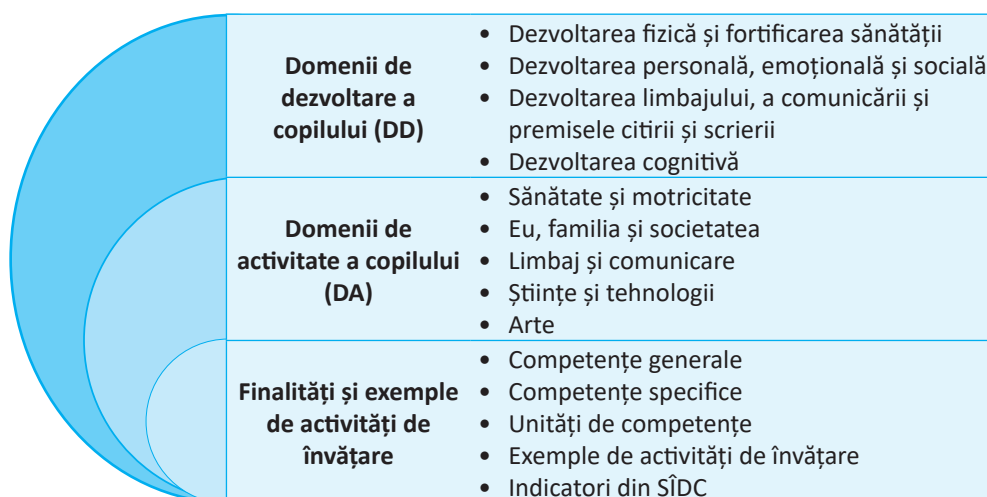 Domenii de
dezvoltare a
copilului (DD)
• Dezvoltarea fizică și fortificarea sănătății
• Dezvoltarea personală, emoțională și socială
• Dezvoltarea limbajului, a comunicării și
premisele citirii și scrierii
• Dezvoltarea cognitivă
Domenii de
activitate a copilului
(DA)
• Sănătate și motricitate
• Eu, familia și societatea
• Limbaj și comunicare
• Științe și tehnologii
• Arte
Finalități și exemple
de activități de
învățare
• Competențe generale
• Competențe specifice
• Unități de competențe
• Exemple de activități de învățare
• Indicatori din SÎDC